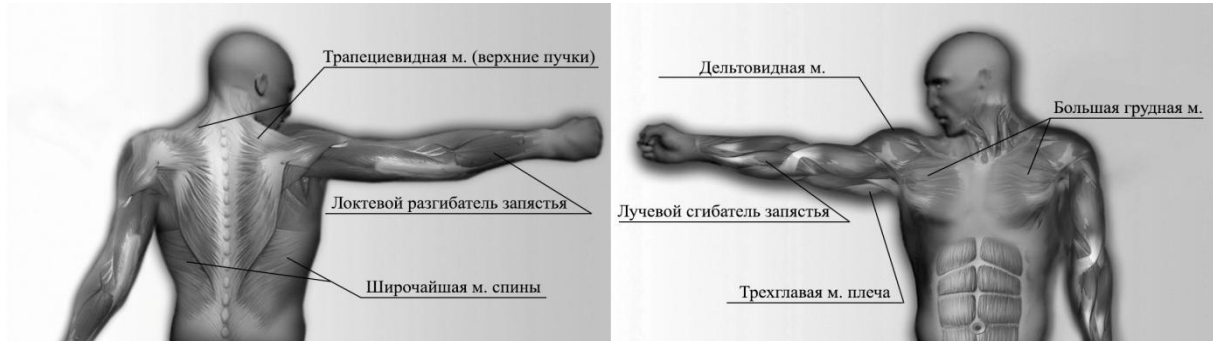 Трапециевидная м. (верхние пучки)
Локтевой разгибатель запястья
Широчайшая м. спины
Дельтовидная м.
Большая грудная м.
Лучевой сгибатель запястья
Трехглавая м. плеча